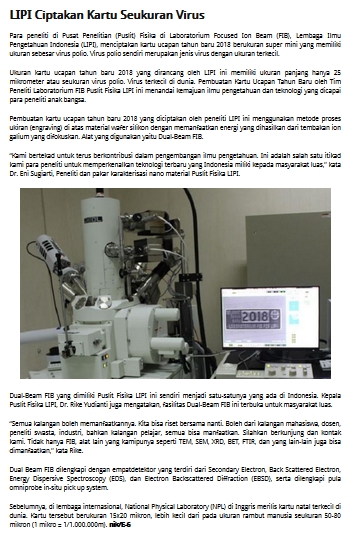 LIPI Ciptakan Kartu Seukuran Virus
Para peneliti di Pusat Penelitian (Puslit) Fisika di Laboratorium Focused Ion Beam (FIB), Lembaga Ilmu
Pengetahuan Indonesia (LIPI), menciptakan kartu ucapan tahun baru 2018 berukuran super mini yang memiliki
ukuran sebesar virus polio. Virus polio sendiri merupakan jenis virus dengan ukuran terkecil.
Ukuran kartu ucapan tahun baru 2018 yang dirancang oleh LIPI ini memiliki ukuran panjang hanya 25
mikrometer atau seukuran virus polio. Virus terkecil di dunia. Pembuatan Kartu Ucapan Tahun Baru oleh Tim
Peneliti Laboratorium FIB Puslit Fisika LIPI ini menandai kemajuan ilmu pengetahuan dan teknologi yang dicapai
para peneliti anak bangsa.
Pembuatan kartu ucapan tahun baru 2018 yang diciptakan oleh peneliti LIPI ini menggunakan metode proses
ukiran (engraving) di atas material wafer silikon dengan memanfaatkan energi yang dihasilkan dari tembakan ion
galium yang difokuskan. Alat yang digunakan yaitu Dual-Beam FIB.
"Kami bertekad untuk terus berkontribusi dalam pengembangan ilmu pengetahuan. Ini adalah salah satu itikad
kami para peneliti untuk memperkenalkan teknologi terbaru yang Indonesia miliki kepada masyarakat luas," kata
Dr. Eni Sugiarti, Peneliti dan pakar karakterisasi nano material Puslit Fisika LIPI.
JEOL
2018
Dual-Beam FIB yang dimiliki Puslit Fisika LIPI ini sendiri menjadi satu-satunya yang ada di Indonesia. Kepala
Puslit Fisika LIPI, Dr. Rike Yudianti juga mengatakan, fasilitas Dual-Beam FIB ini terbuka untuk masyarakat luas.
"Semua kalangan boleh memanfaatkannya. Kita bisa riset bersama nanti. Boleh dari kalangan mahasiswa, dosen,
peneliti swasta, industri, bahkan kalangan pelajar, semua bisa manfaatkan. Silahkan berkunjung dan kontak
kami. Tidak hanya FIB, alat lain yang kamipunya seperti TEM, SEM, XRD, BET, FTIR, dan yang lain-lain juga bisa
dimanfaatkan," kata Rike.
Dual Beam FIB dilengkapi dengan empatdetektor yang terdiri dari Secondary Electron, Back Scattered Electron,
Energy Dispersive Spectroscopy (EDS), dan Electron Backscattered Diffraction (EBSD), serta dilengkapi pula
omniprobe in-situ pick up system.
Sebelumnya, di lembaga internasional, National Physical Laboratory (NPL) di Inggris merilis kartu natal terkecil di
dunia. Kartu tersebut berukuran 15x20 mikron, lebih kecil dari pada ukuran rambut manusia seukuran 50-80
mikron (1 mikro = 1/1.000.000m).